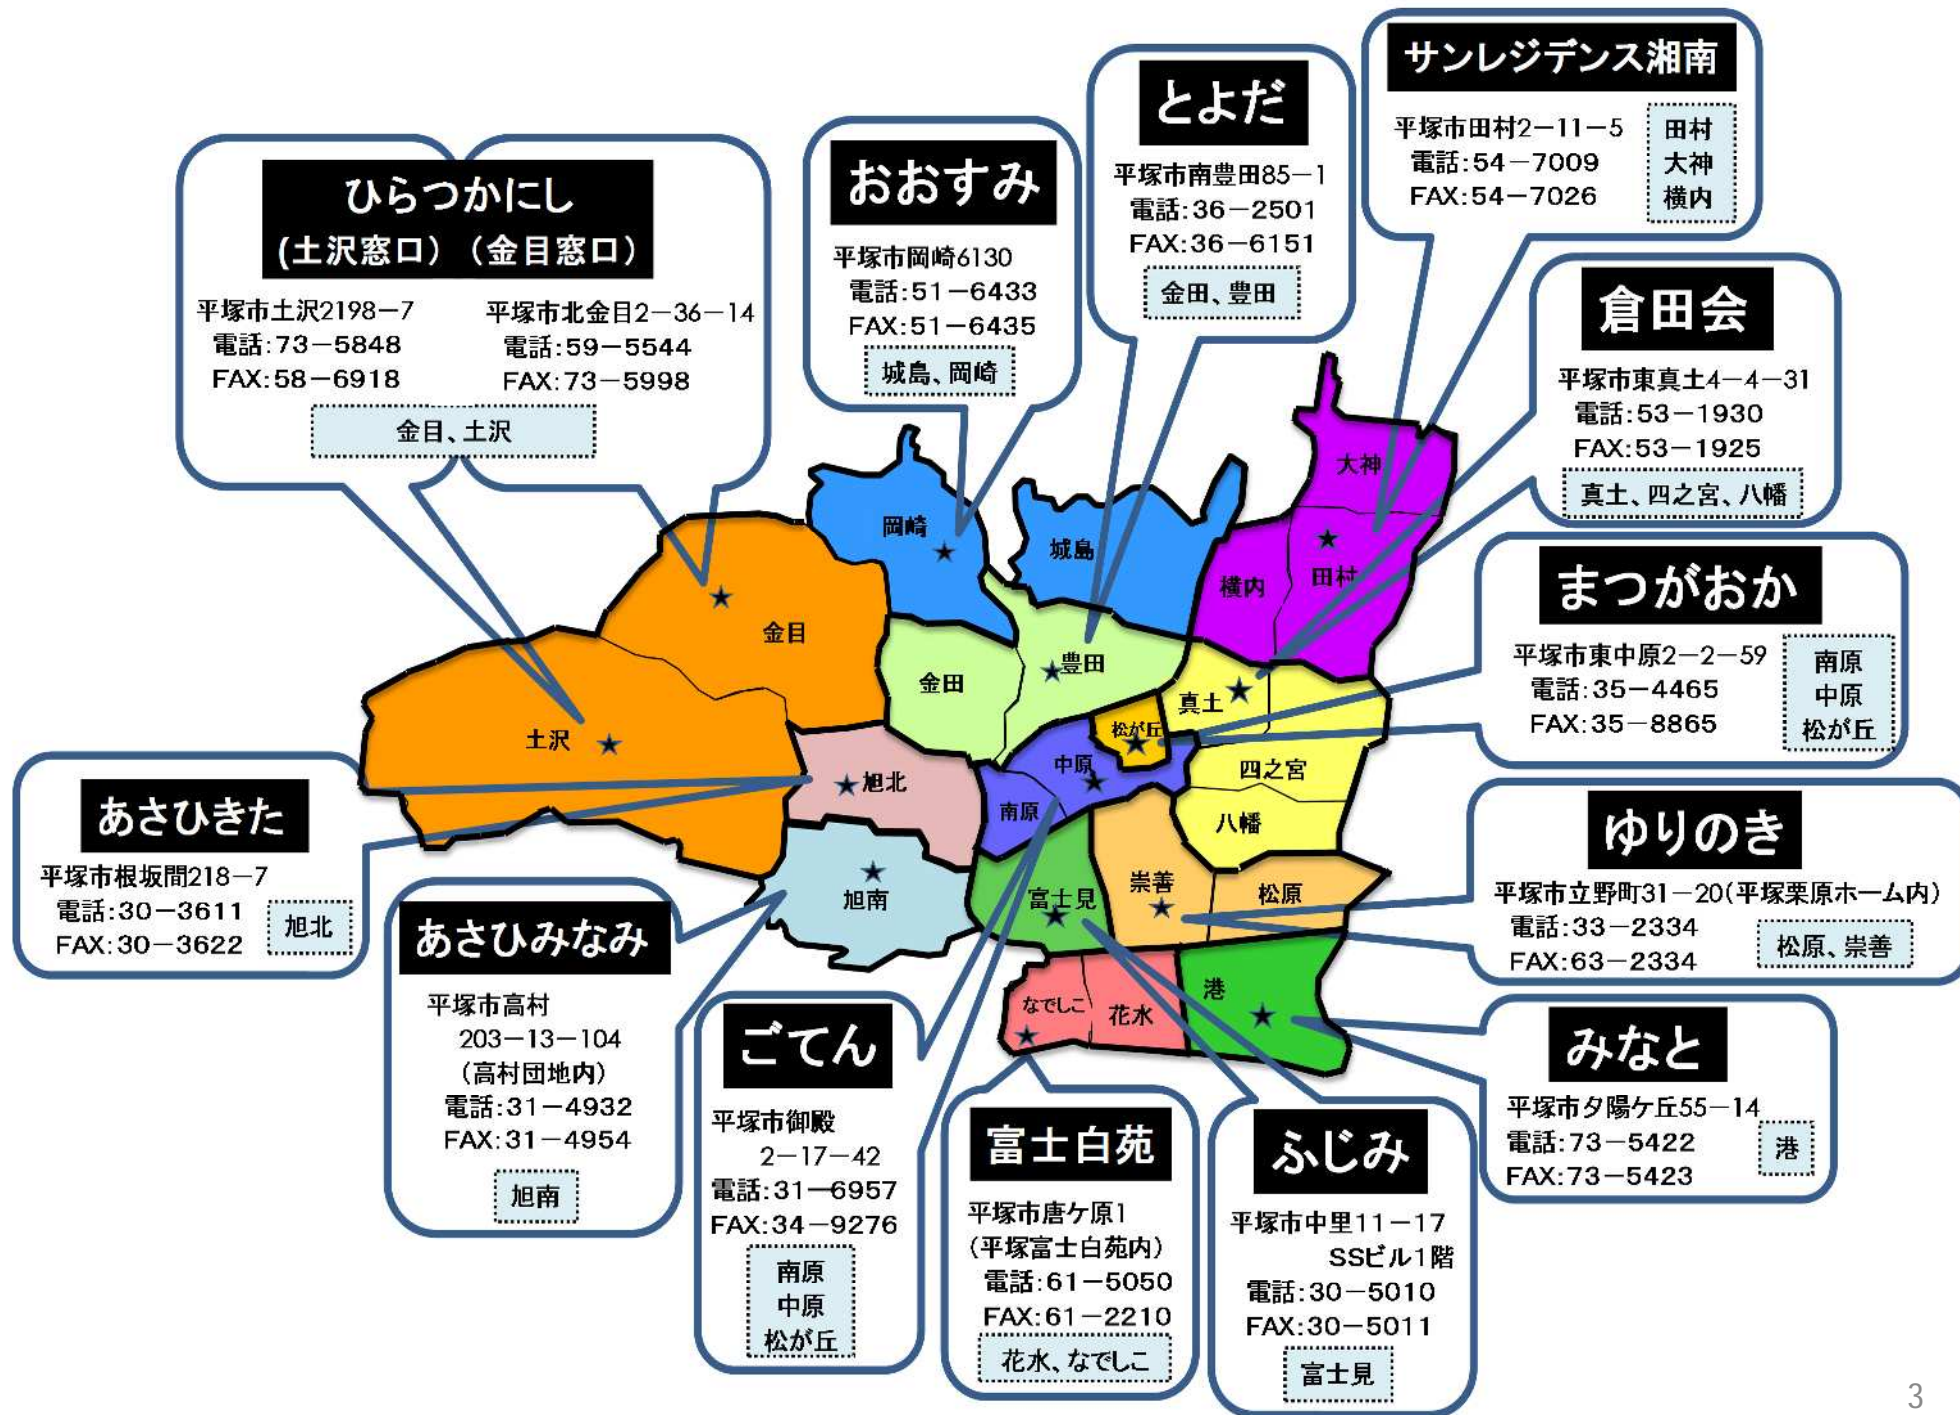 ひらつかにし
(土沢窓口)(金目窓口)
平塚市土沢2198−7
電話:73−5848
FAX:58−6918
平塚市北金目2−36−14
電話:59−5544
FAX:73−5998
金目、土沢
おおすみ
平塚市岡崎6130
電話:51−6433
FAX:51−6435
城島、岡崎
とよだ
平塚市南豊田85−1
電話:36−2501
FAX:36−6151
金田、豊田
サンレジデンス湘南
平塚市田村2−11−5
電話:54−7009
FAX:54−7026
田村
大神
横内
倉田会
平塚市東真土4−4−31
電話:53−1930
FAX:53−1925
真土、四之宮、八幡
まつがおか
平塚市東中原2−2−59
電話:35−4465
FAX:35−8865
南原
中原
松が丘
大神
岡崎
城島
横内
田村
金目
豊田
金田
真土
松が丘
土沢
中原
四之宮
旭北
南原
八幡
崇善
松原
富士見
旭南
港
なでしこ
花水
あさひきた
平塚市根坂間218−7
電話:30−3611
FAX:30−3622
旭北
あさひみなみ
平塚市高村
203−13−104
(高村団地内)
電話:31−4932
FAX:31−4954
旭南
ごてん
平塚市御殿
2−17−42
電話:31−6957
FAX:34−9276
南原
中原
松が丘
富士白苑
平塚市唐ケ原1
(平塚富士白苑内)
電話:61−5050
FAX:61−2210
花水、なでしこ
ふじみ
平塚市中里11−17
SSビル1階
電話:30−5010
FAX:30−5011
富士見
ゆりのき
平塚市立野町31−20(平塚栗原ホーム内)
電話:33−2334
FAX:63−2334
松原、崇善
みなと
平塚市夕陽ケ丘55−14
電話:73−5422
FAX:73−5423
港
3